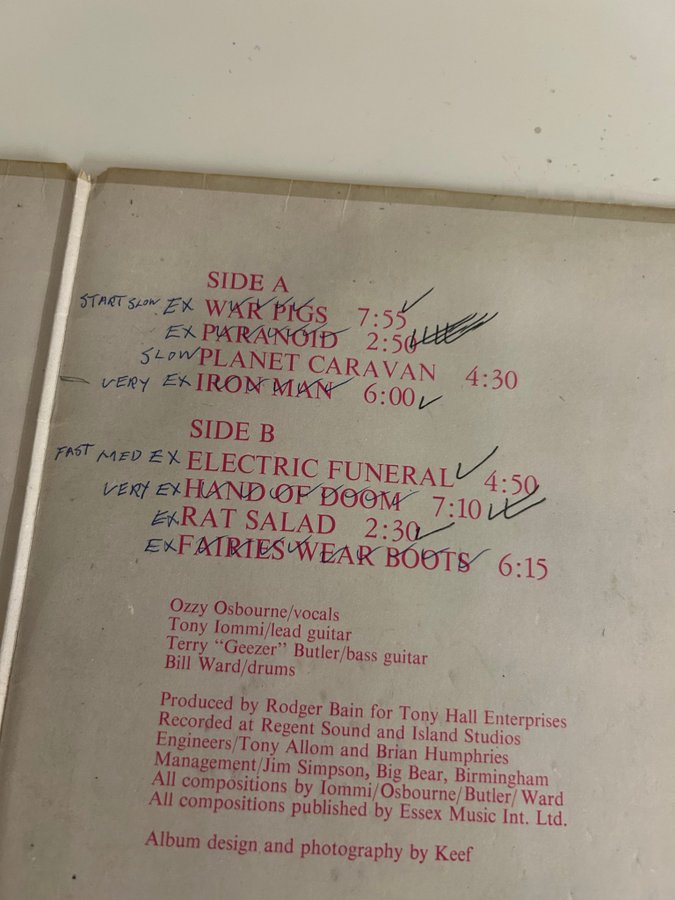 SIDE A
START SLOW EX WAR PIGS 7:55
EX PARANOID 2:50
SLOW PLANET CARAVAN 4:30
VERY EX IRON MAN 6:00
SIDE B
FAST MED EX ELECTRIC FUNERAL 4:50
VERY EX HAND OF DOOM 7:10
EX RAT SALAD 2:30
EX FAIRIES WEAR BOOTS 6:15
Ozzy Osbourne/vocals
Tony Iommi/lead guitar
Terry “Geezer” Butler/bass guitar
Bill Ward/drums
Produced by Rodger Bain for Tony Hall Enterprises
Recorded at Regent Sound and Island Studios
Engineers/Tony Allom and Brian Humphries
Management/Jim Simpson, Big Bear, Birmingham
All compositions by Iommi/Osbourne/Butler/Ward
All compositions published by Essex Music Int. Ltd.
Album design and photography by Keef